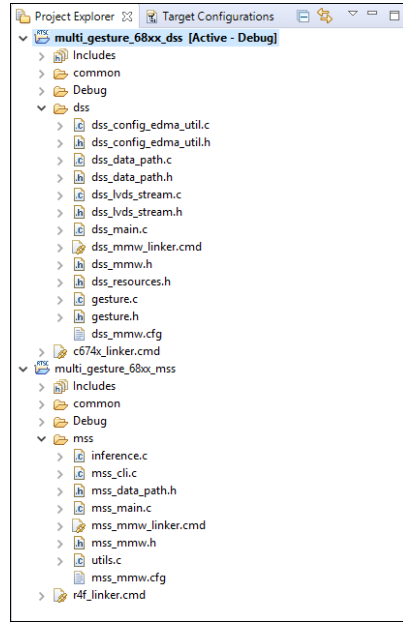 Project Explorer Target Configurations
multi_gesture_68xx_dss [Active - Debug]
Includes
common
Debug
dss
dss_config_edma_util.c
dss_config_edma_util.h
dss_data_path.c
dss_data_path.h
dss_lvds_stream.c
dss_lvds_stream.h
dss_main.c
dss_mmw_linker.cmd
dss_mmw.h
dss_resources.h
gesture.c
gesture.h
dss_mmw.cfg
c674x_linker.cmd
multi_gesture_68xx_mss
Includes
common
Debug
mss
inference.c
mss_cli.c
mss_data_path.h
mss_main.c
mss_mmw_linker.cmd
mss_mmw.h
utils.c
mss_mmw.cfg
r4f_linker.cmd